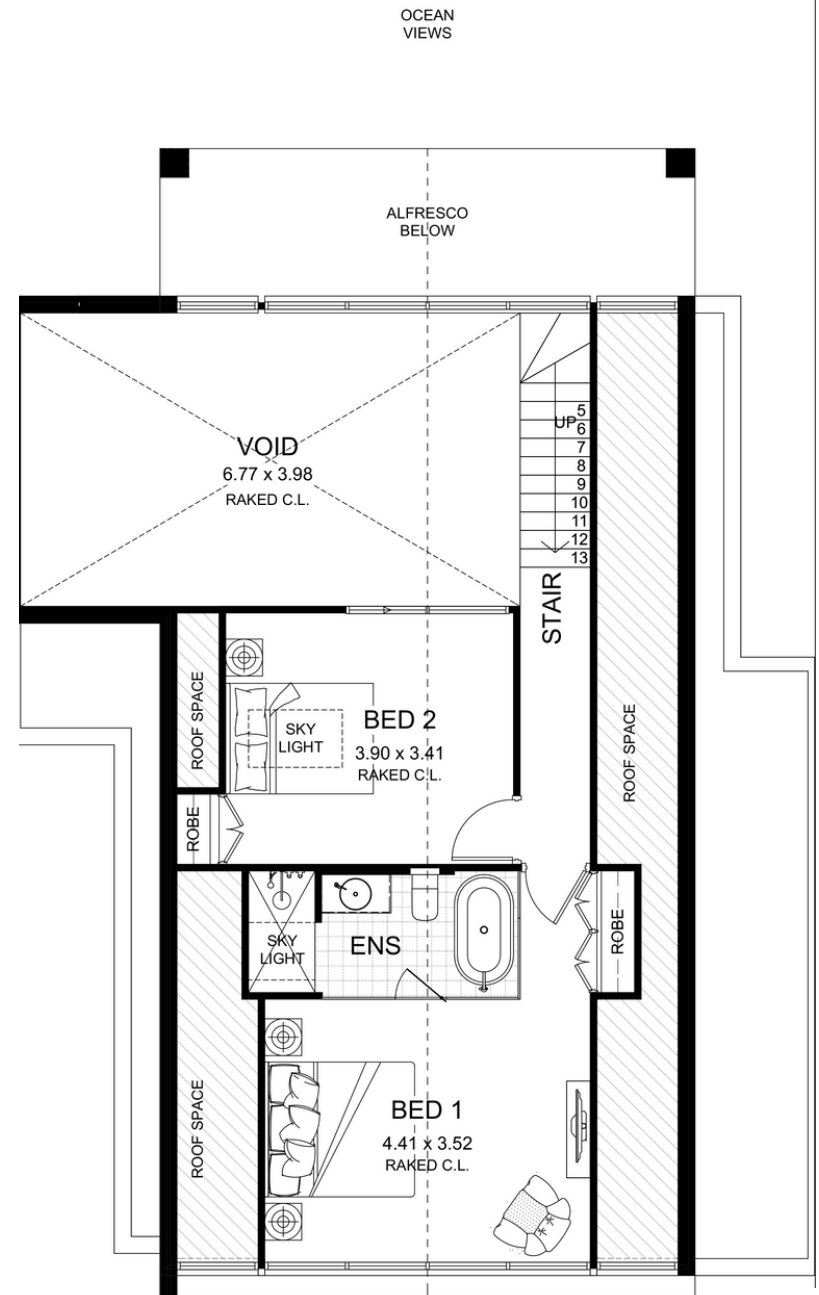 OCEAN
VIEWS
ALFRESCO
BELOW
VOID
6.77 x 3.98
RAKED C.L.
UP
5
6
7
8
9
10
11
12
13
STAIR
ROOF SPACE
BED 2
3.90 x 3.41
RAKED C.L.
SKY
LIGHT
ROOF SPACE
ROBE
SKY
LIGHT
ENS
ROBE
ROOF SPACE
BED 1
4.41 x 3.52
RAKED C.L.